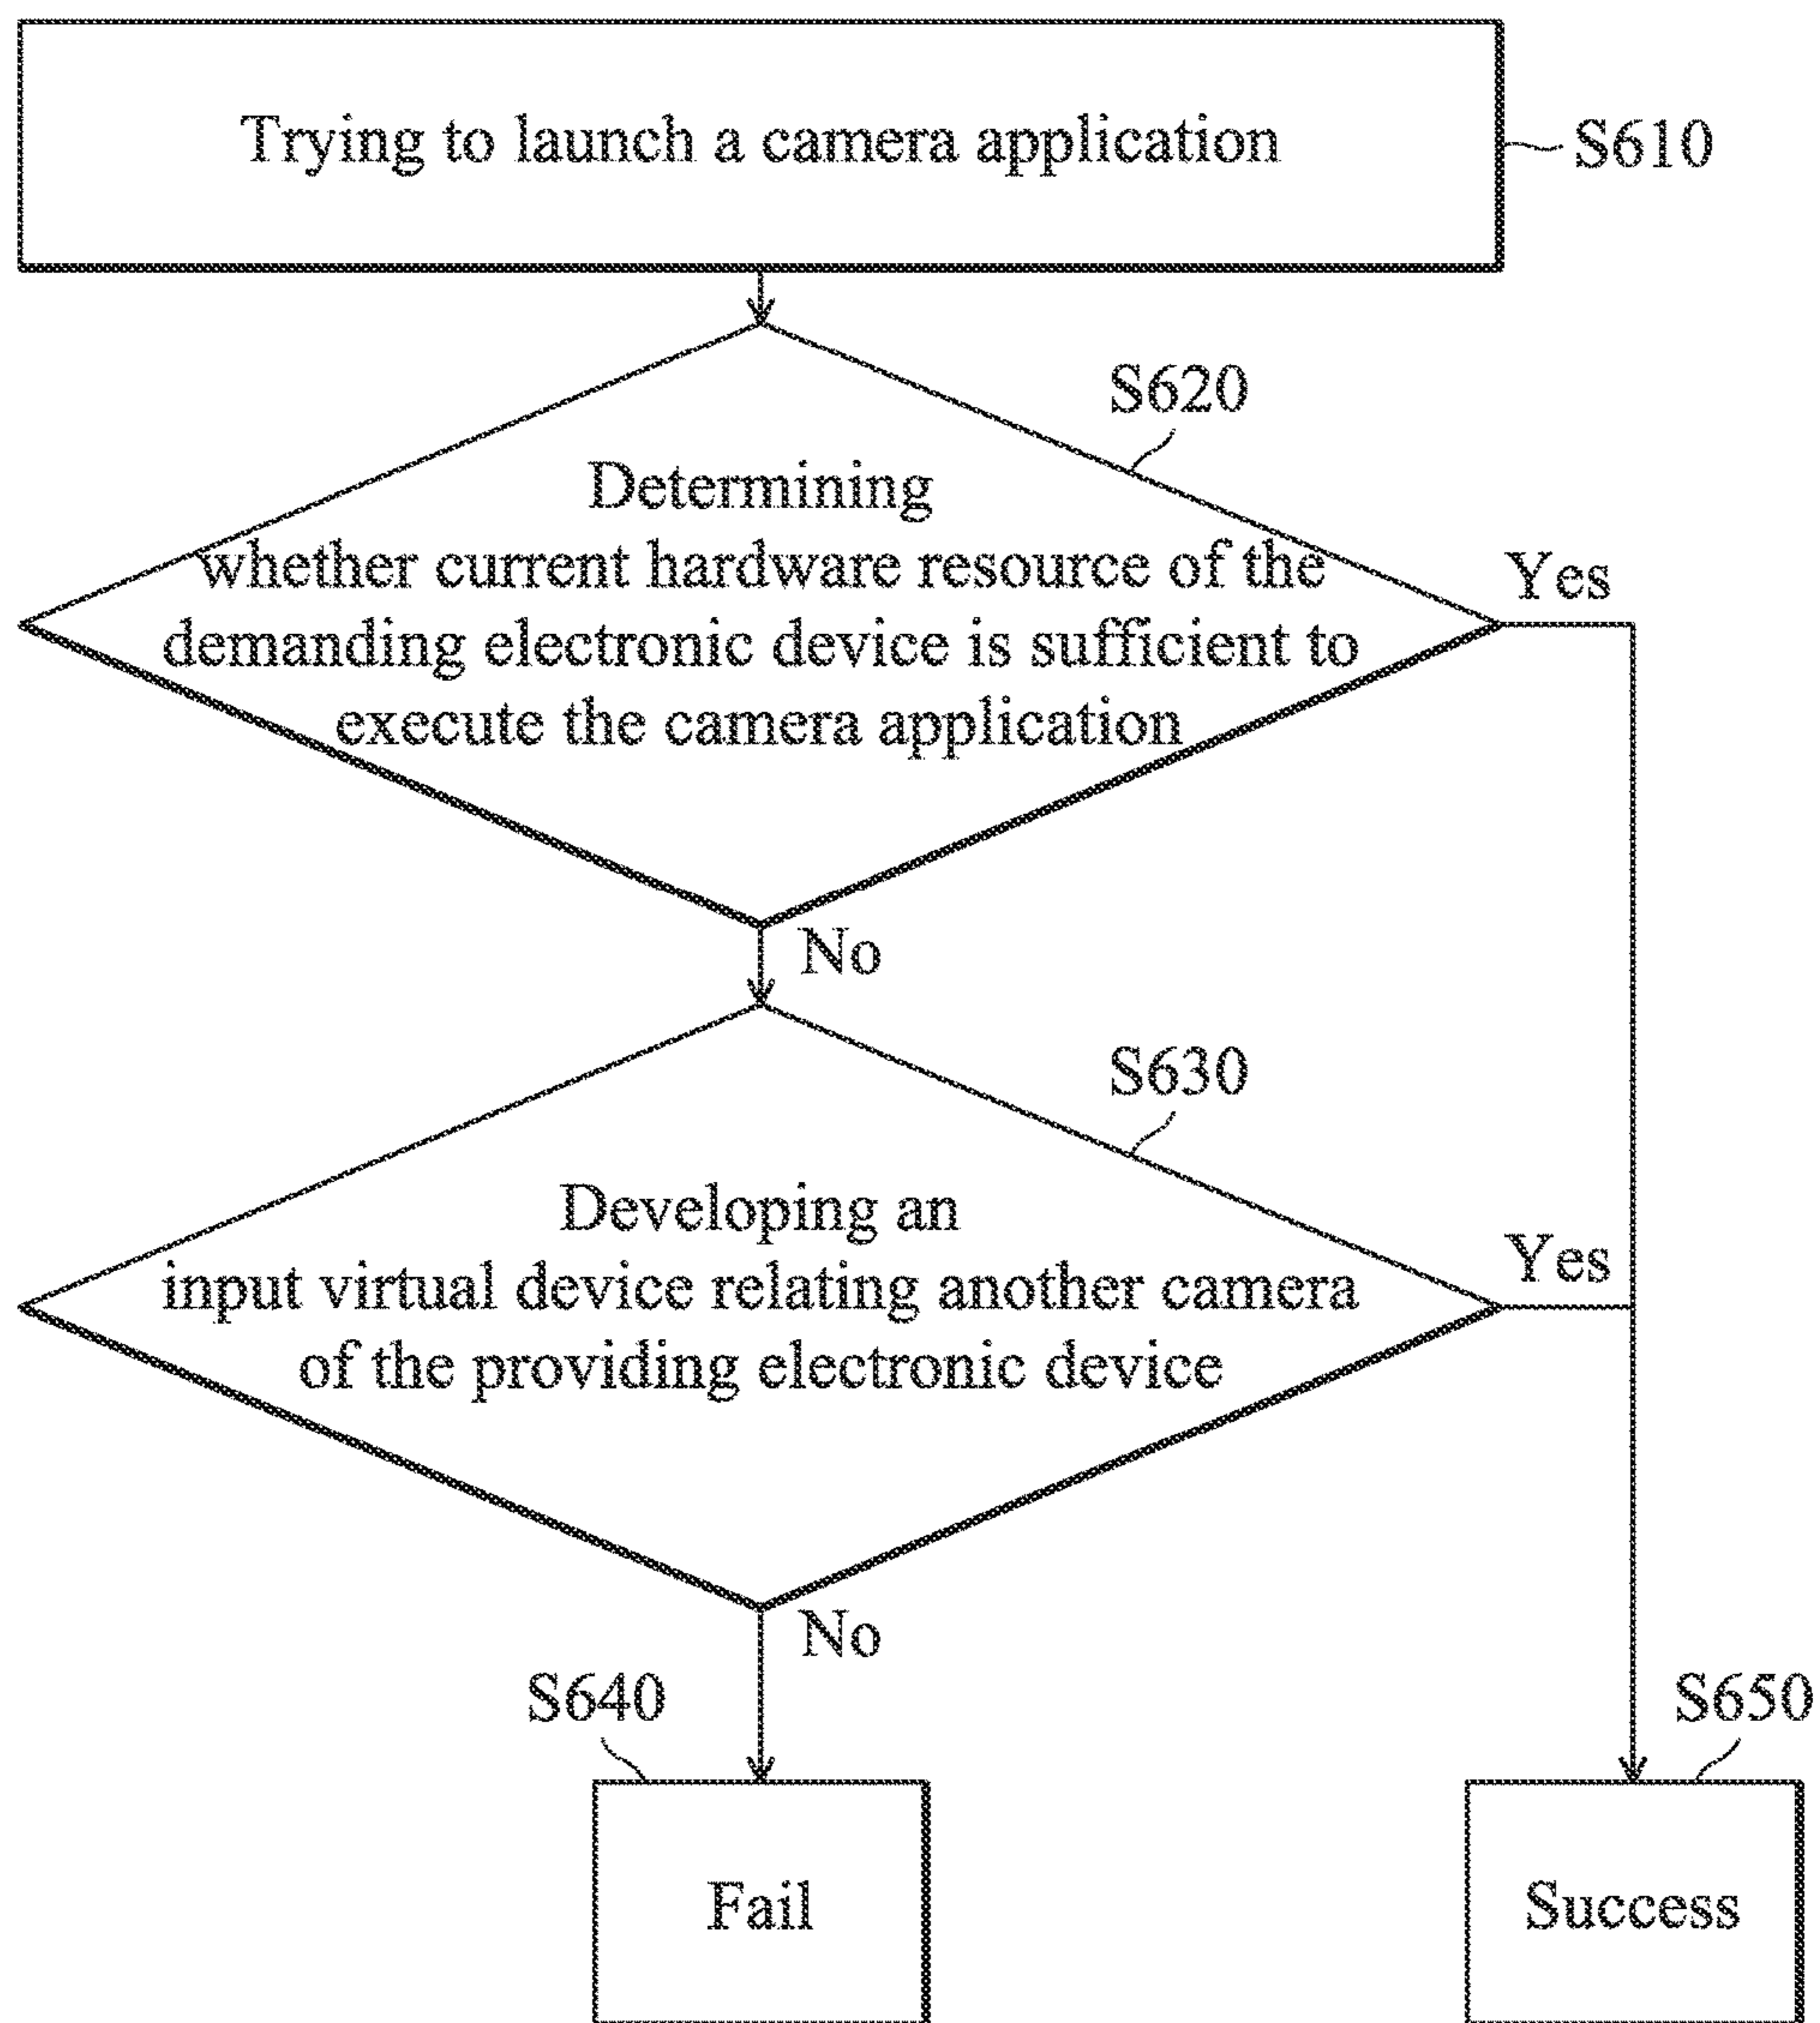 Trying to launch a camera application
S610
S620
Determining
whether current hardware resource of the
demanding electronic device is sufficient to
execute the camera application
Yes
No
S630
Developing an
input virtual device relating another camera
of the providing electronic device
Yes
No
S640
S650
Fail
Success